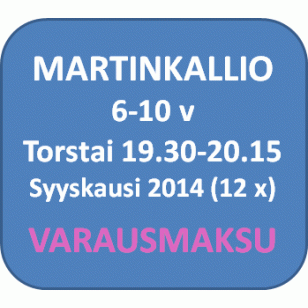 MARTINKALLIO
6-10 v
Torstai 19.30-20.15
Syyskausi 2014 (12 x)
VARAUSMAKSU